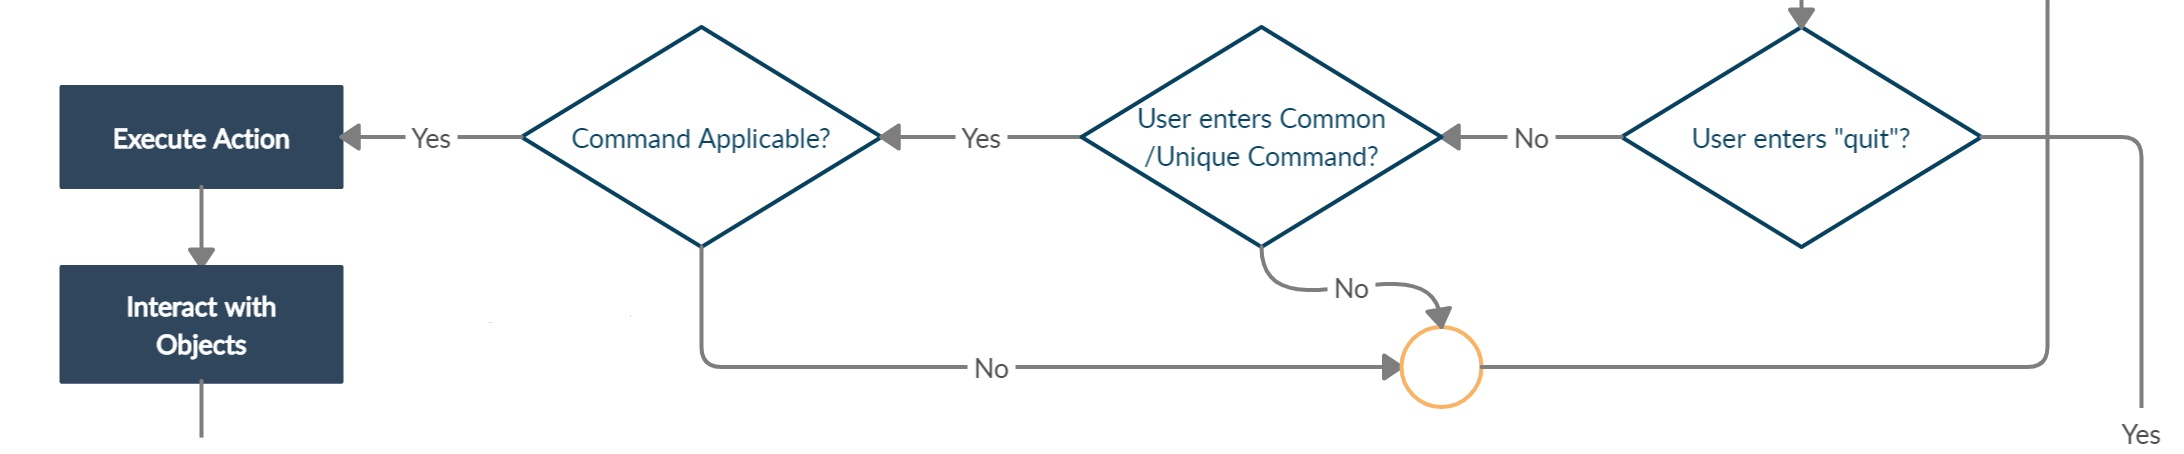 Execute Action
Yes
Command Applicable?
Yes
User enters Common
/Unique Command?
No
User enters "quit"?
Interact with
Objects
No
No
Yes